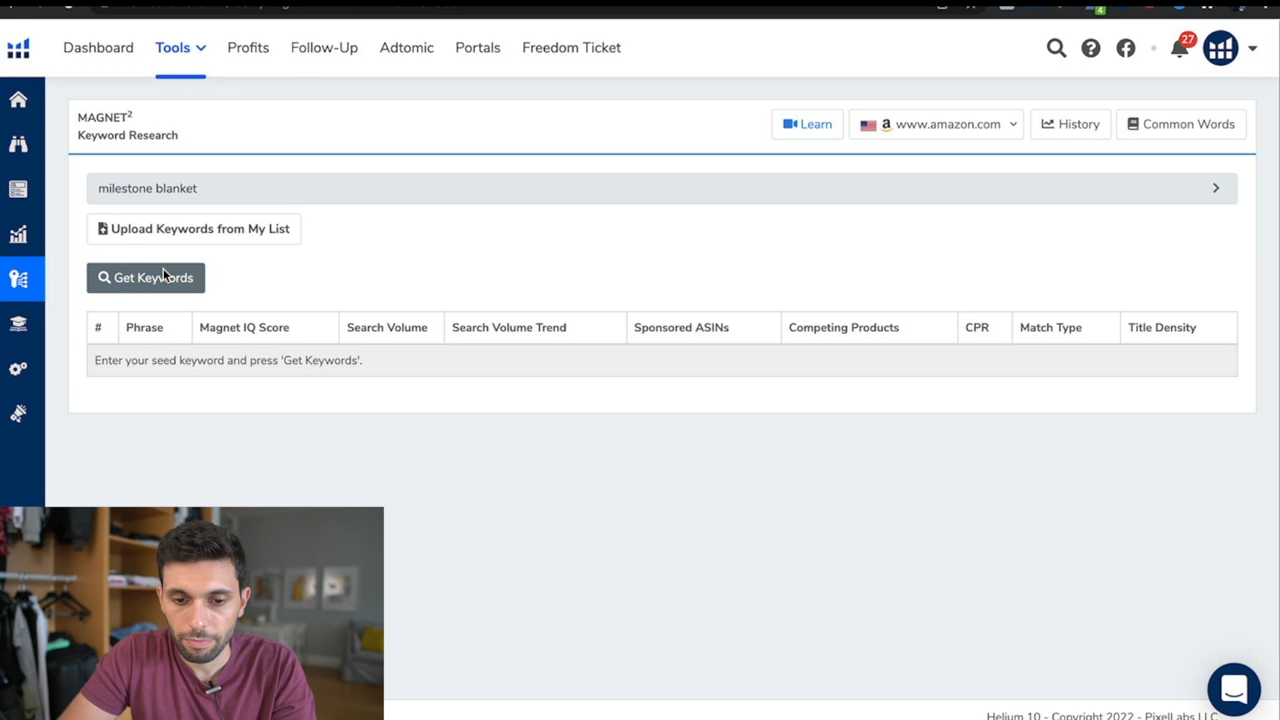 4
Dashboard Tools Profits Follow-Up Adtomic Portals Freedom Ticket 27
MAGNET²
Keyword Research
Learn a www.amazon.com History Common Words
milestone blanket
Upload Keywords from My List
Get Keywords
# Phrase Magnet IQ Score Search Volume Search Volume Trend Sponsored ASINs Competing Products CPR Match Type Title Density
Enter your seed keyword and press 'Get Keywords'.
Helium 10 - Copyright 2022 - PixelLabs LLC